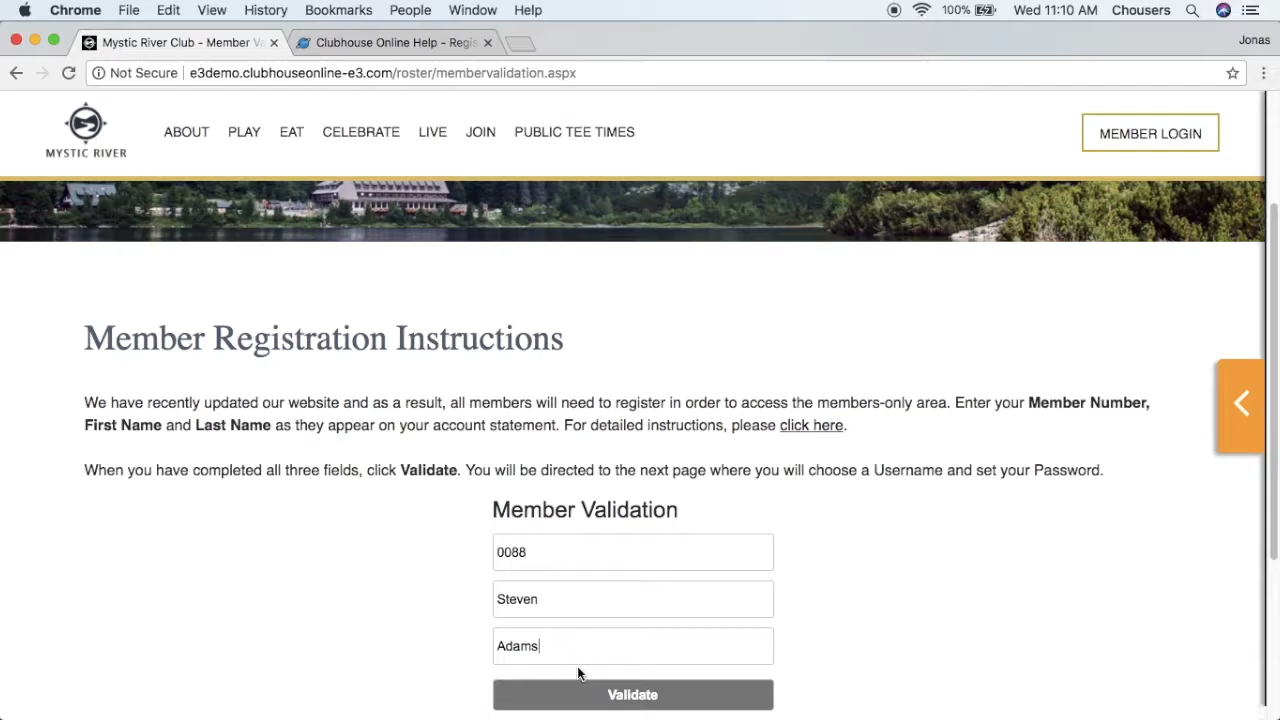 Chrome File Edit View History Bookmarks People Window Help 100% Wed 11:10 AM Chousers
Mystic River Club - Member Va Clubhouse Online Help - Regis Jonas
Not Secure e3demo.clubhouseonline-e3.com/roster/membervalidation.aspx
MYSTIC RIVER
ABOUT PLAY EAT CELEBRATE LIVE JOIN PUBLIC TEE TIMES MEMBER LOGIN
Member Registration Instructions
We have recently updated our website and as a result, all members will need to register in order to access the members-only area. Enter your Member Number,
First Name and Last Name as they appear on your account statement. For detailed instructions, please click here.
When you have completed all three fields, click Validate. You will be directed to the next page where you will choose a Username and set your Password.
Member Validation
0088
Steven
Adams
Validate